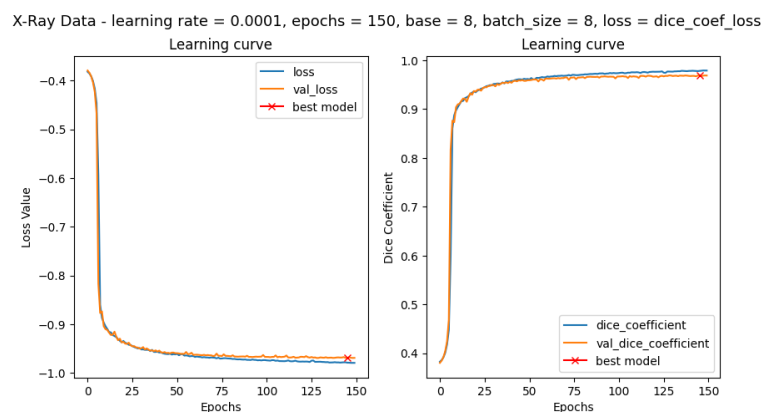 X-Ray Data - learning rate = 0.0001, epochs = 150, base = 8, batch_size = 8, loss = dice_coef_loss
Learning curve
loss
val_loss
best model
Loss Value
−0.4
−0.5
−0.6
−0.7
−0.8
−0.9
−1.0
0 25 50 75 100 125 150
Epochs
Learning curve
Dice Coefficient
1.0
0.9
0.8
0.7
0.6
0.5
0.4
dice_coefficient
val_dice_coefficient
best model
0 25 50 75 100 125 150
Epochs